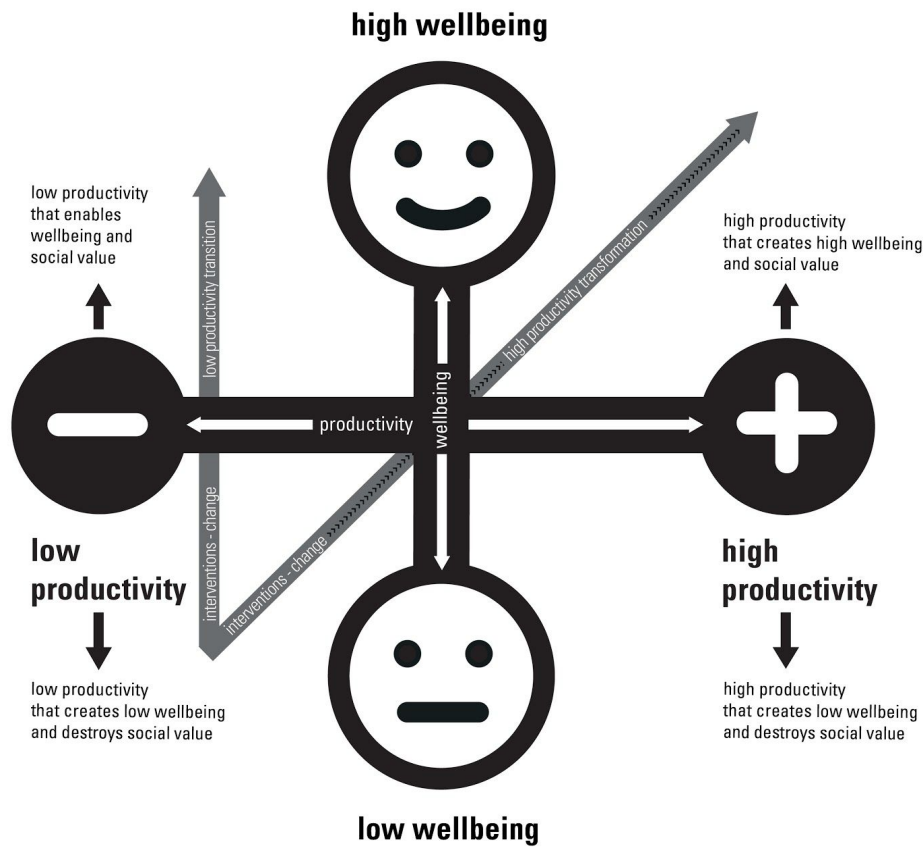 high wellbeing
low productivity
that enables
wellbeing and
social value
low productivity transition
high productivity transformation
high productivity
that creates high wellbeing
and social value
productivity
wellbeing
interventions - change
interventions - change
low
productivity
high
productivity
low productivity
that creates low wellbeing
and destroys social value
high productivity
that creates low wellbeing
and destroys social value
low wellbeing